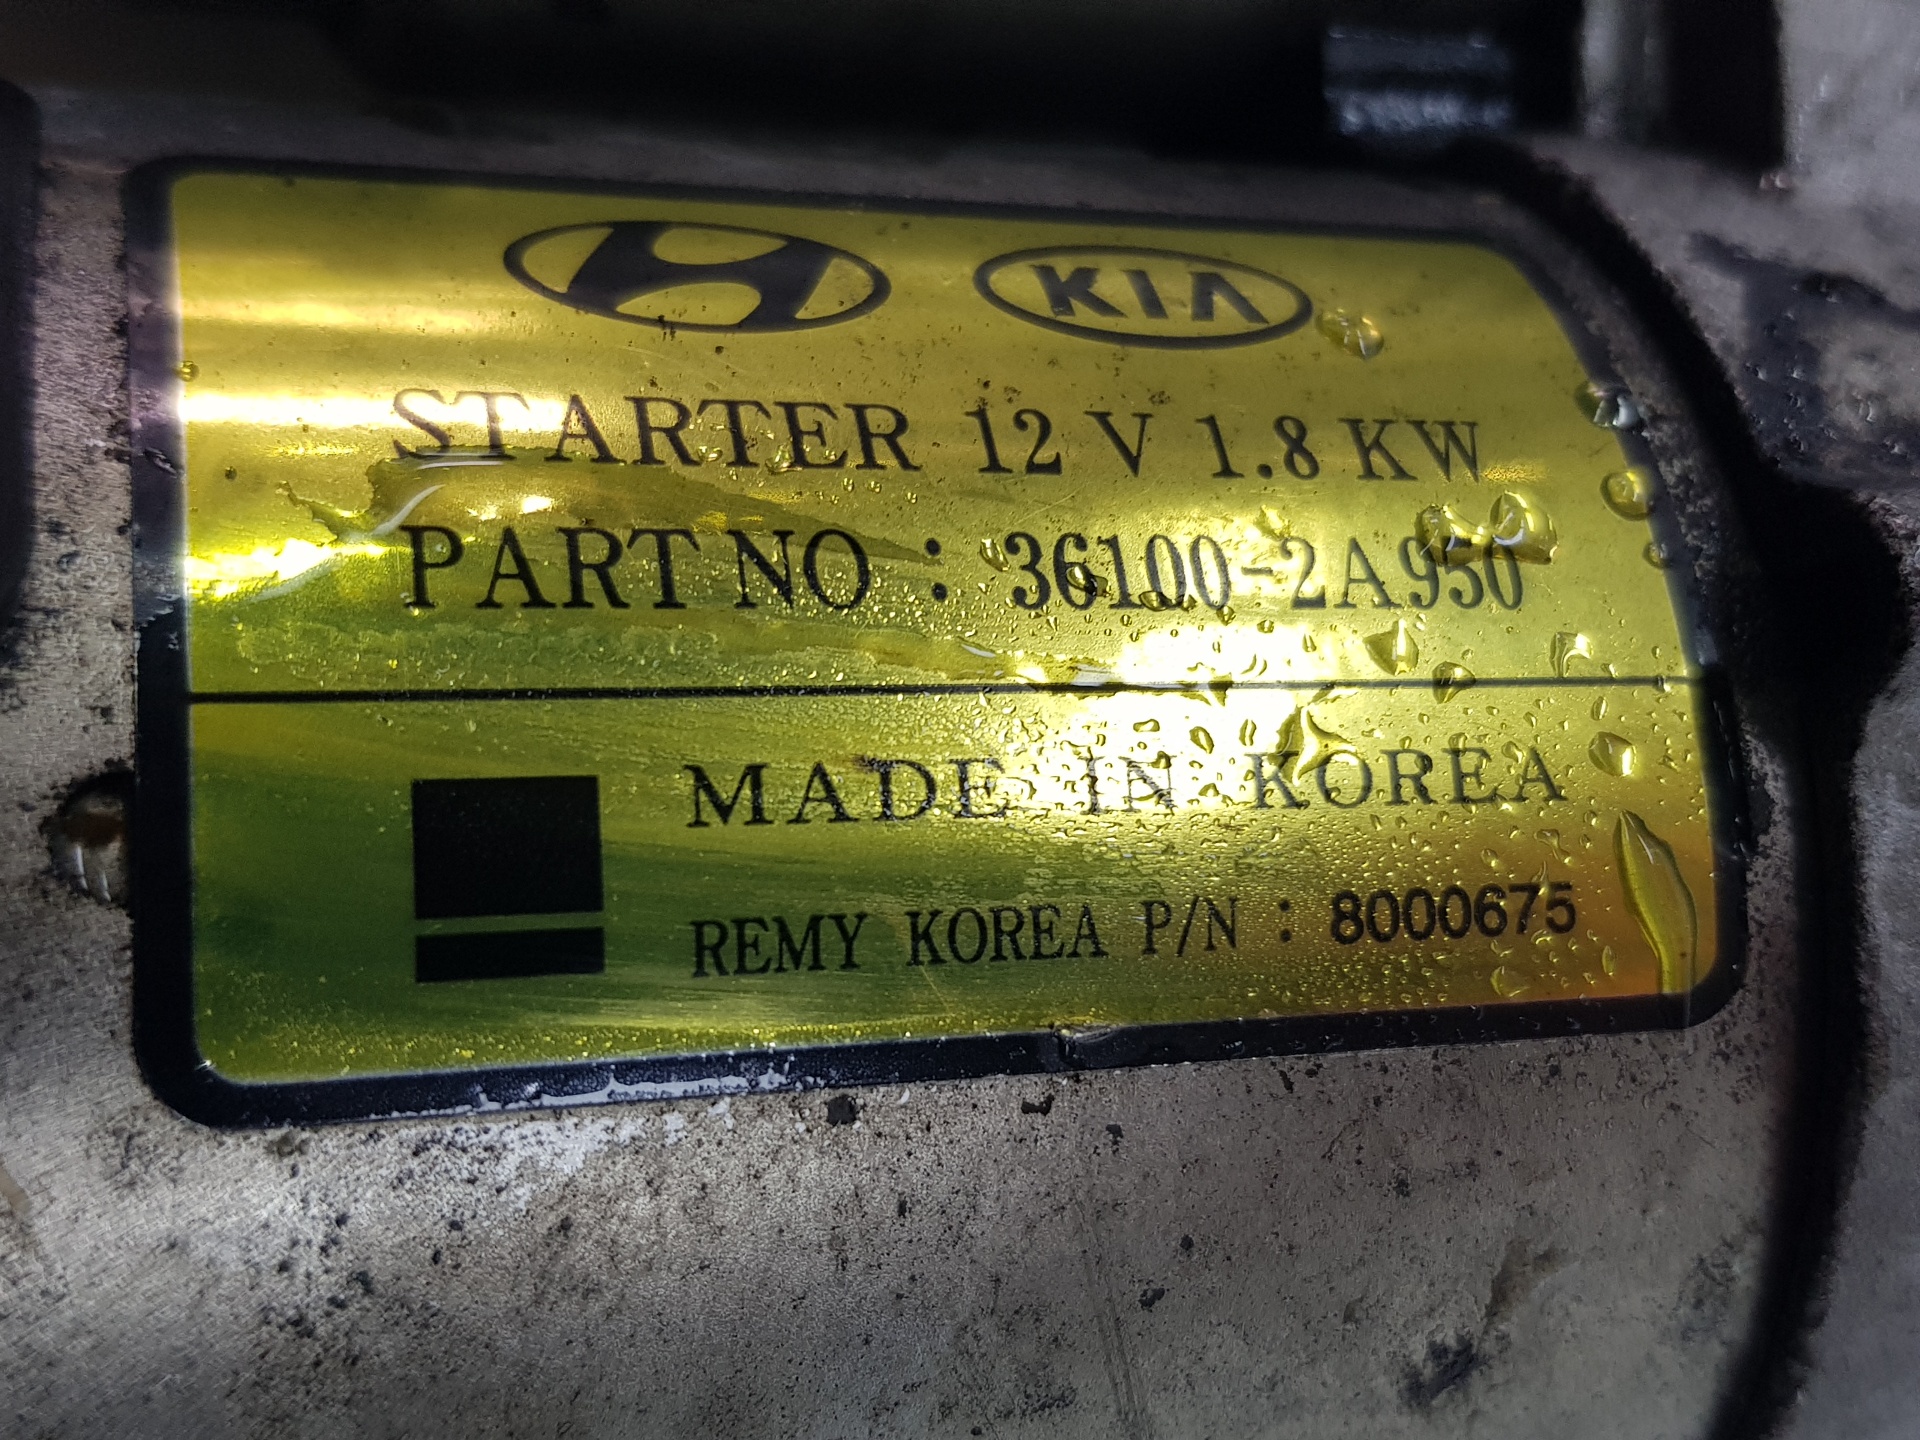 KIA
STARTER 12 V 1.8 KW
PART NO : 36100-2A950
MADE IN KOREA
REMY KOREA P/N : 8000675